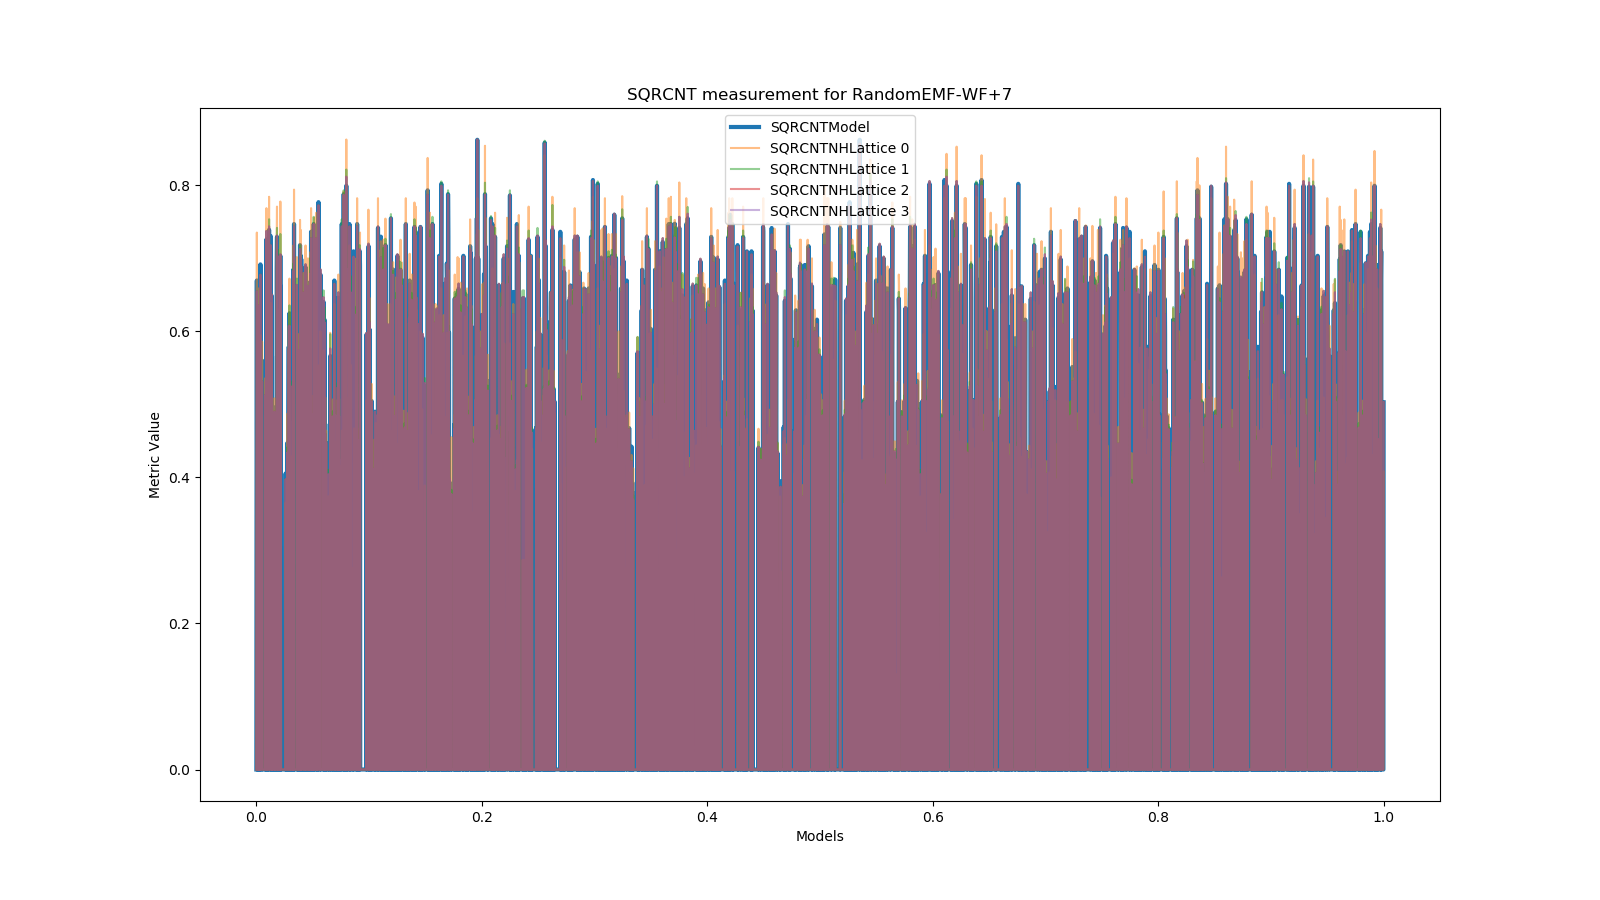 SQRCNT measurement for RandomEMF-WF+7
SQRCNTModel
SQRCNTNHLattice 0
SQRCNTNHLattice 1
SQRCNTNHLattice 2
SQRCNTNHLattice 3
Metric Value
0.8
0.6
0.4
0.2
0.0
0.0 0.2 0.4 0.6 0.8 1.0
Models